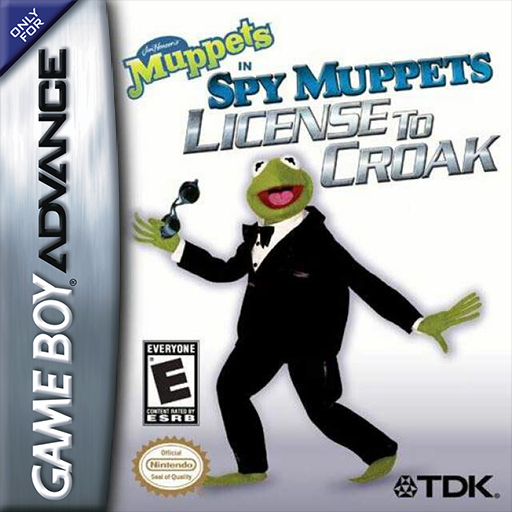 ONLY
FOR
GAME BOY ADVANCE
Jim Henson's
Muppets
IN
SPY MUPPETS
LICENSE TO
CROAK
EVERYONE
E
CONTENT RATED BY
ESRB
Official
Nintendo
Seal of Quality
TDK®